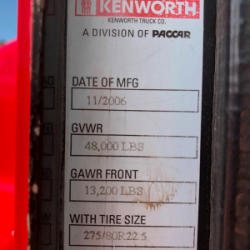 KENWORTH
KENWORTH TRUCK CO.
A DIVISION OF PACCAR
DATE OF MFG
11/2006
GVWR
48,000 LBS
GAWR FRONT
13,200 LBS
WITH TIRE SIZE
275/80R22.5